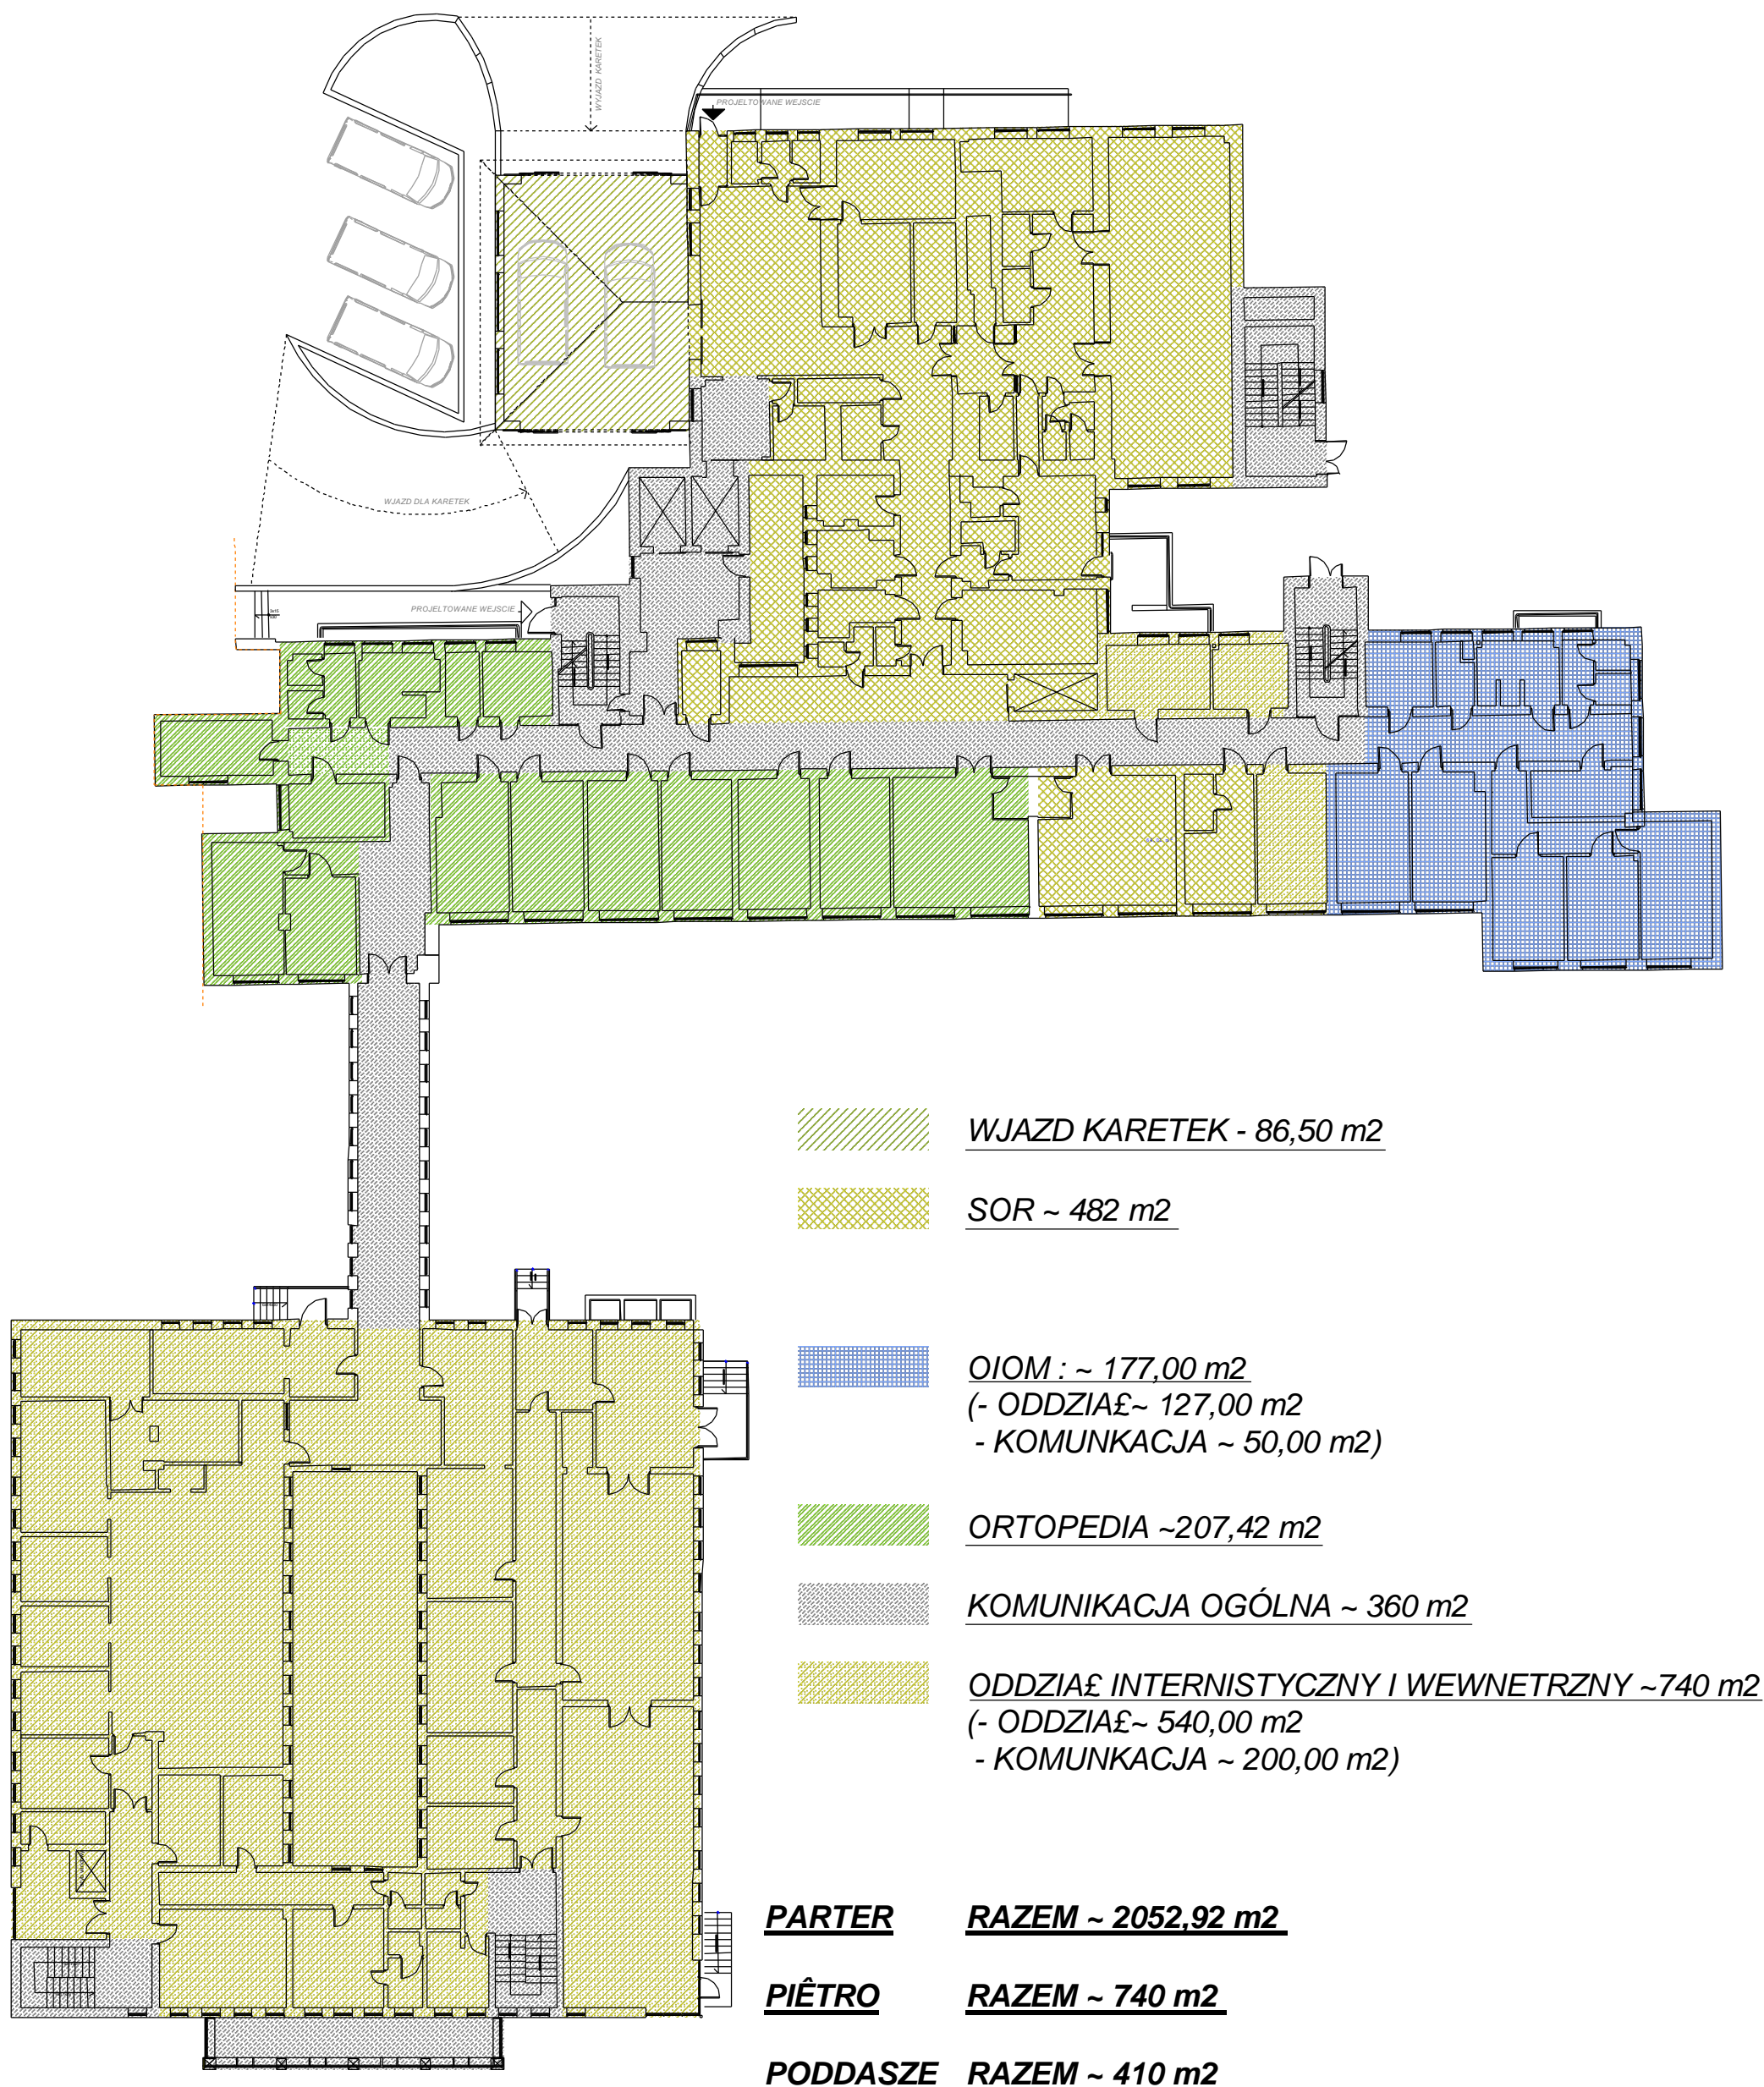 WYJAZD KARETEK
PROJELTOWANE WEJSCIE
WJAZD DLA KARETEK
PROJELTOWANE WEJSCIE
WJAZD KARETEK - 86,50 m2
SOR ~ 482 m2
OIOM : ~ 177,00 m2
(- ODDZIA£~ 127,00 m2
- KOMUNKACJA ~ 50,00 m2)
ORTOPEDIA ~207,42 m2
KOMUNIKACJA OGÓLNA ~ 360 m2
ODDZIA£ INTERNISTYCZNY I WEWNETRZNY ~740 m2
(- ODDZIA£~ 540,00 m2
- KOMUNKACJA ~ 200,00 m2)
PARTER RAZEM ~ 2052,92 m2
PIÊTRO RAZEM ~ 740 m2
PODDASZE RAZEM ~ 410 m2